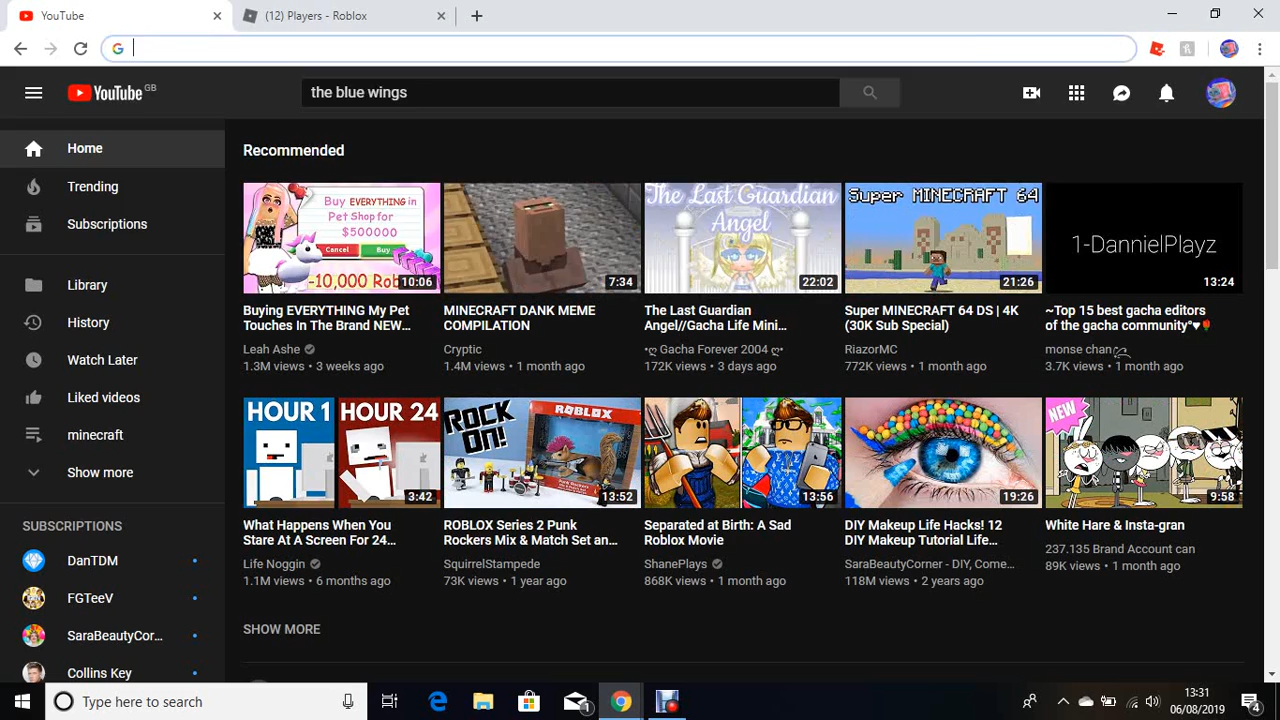 YouTube
(12) Players - Roblox
YouTube GB
the blue wings
Home
Trending
Subscriptions
Library
History
Watch Later
Liked videos
minecraft
Show more
SUBSCRIPTIONS
DanTDM
FGTeeV
SaraBeautyCor...
Collins Key
Recommended
Buy EVERYTHING in
Pet Shop for
$500000
Cancel
Buy
-10,000 Rob
10:06
7:34
The Last Guardian
Angel
22:02
Super MINECRAFT 64
21:26
1-DannielPlayz
13:24
Buying EVERYTHING My Pet
Touches In The Brand NEW...
Leah Ashe
1.3M views • 3 weeks ago
MINECRAFT DANK MEME
COMPILATION
Cryptic
1.4M views • 1 month ago
The Last Guardian
Angel//Gacha Life Mini...
•ღ Gacha Forever 2004 ღ•
172K views • 3 days ago
Super MINECRAFT 64 DS | 4K
(30K Sub Special)
RiazorMC
772K views • 1 month ago
~Top 15 best gacha editors
of the gacha community°♥🌹
monse chan
3.7K views • 1 month ago
HOUR 1
HOUR 24
3:42
ROCK
ON!
ROBLOX
13:52
13:56
19:26
NEW
9:58
What Happens When You
Stare At A Screen For 24...
Life Noggin
1.1M views • 6 months ago
ROBLOX Series 2 Punk
Rockers Mix & Match Set an...
SquirrelStampede
73K views • 1 year ago
Separated at Birth: A Sad
Roblox Movie
ShanePlays
868K views • 1 month ago
DIY Makeup Life Hacks! 12
DIY Makeup Tutorial Life...
SaraBeautyCorner - DIY, Come...
118M views • 2 years ago
White Hare & Insta-gran
237.135 Brand Account can
89K views • 1 month ago
SHOW MORE
Type here to search
1
13:31
06/08/2019
4